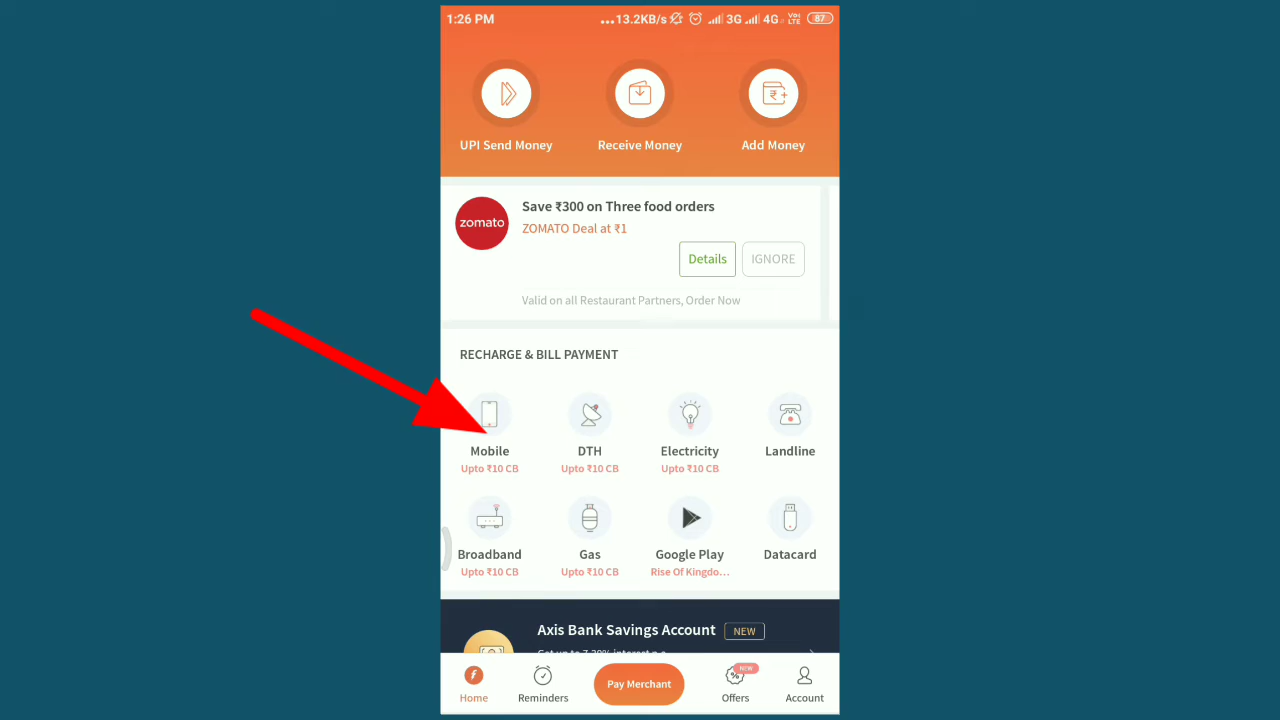 1:26 PM ...13.2KB/s 3G 4G VoLTE 87
UPI Send Money Receive Money Add Money
zomato
Save ₹300 on Three food orders
ZOMATO Deal at ₹1
Details IGNORE
Valid on all Restaurant Partners, Order Now
RECHARGE & BILL PAYMENT
Mobile DTH Electricity Landline
Upto ₹10 CB Upto ₹10 CB Upto ₹10 CB
Broadband Gas Google Play Datacard
Upto ₹10 CB Upto ₹10 CB Rise Of Kingdo...
Axis Bank Savings Account NEW
NEW
Home Reminders Pay Merchant Offers Account